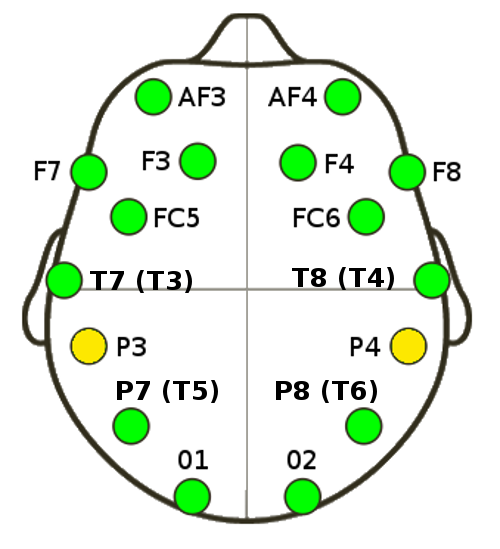 AF3
AF4
F7
F3
F4
F8
FC5
FC6
T7 (T3)
T8 (T4)
P3
P4
P7 (T5)
P8 (T6)
01
02